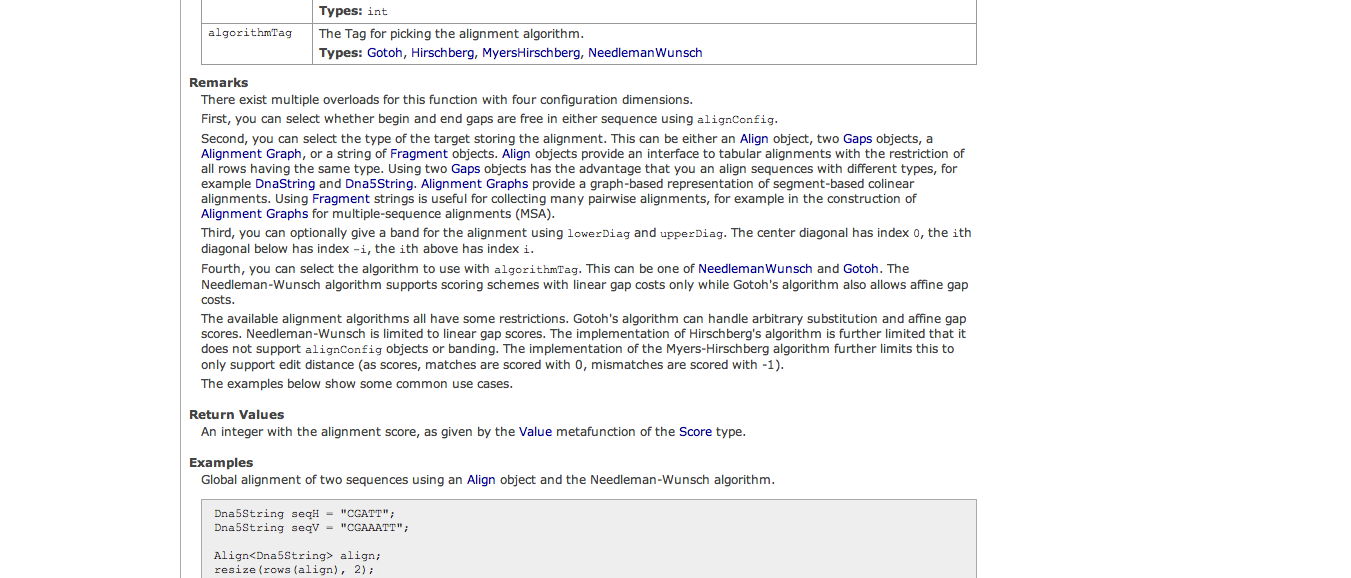 Types: int
algorithmTag
The Tag for picking the alignment algorithm.
Types: Gotoh, Hirschberg, MyersHirschberg, NeedlemanWunsch
Remarks
There exist multiple overloads for this function with four configuration dimensions.
First, you can select whether begin and end gaps are free in either sequence using alignConfig.
Second, you can select the type of the target storing the alignment. This can be either an Align object, two Gaps objects, a
Alignment Graph, or a string of Fragment objects. Align objects provide an interface to tabular alignments with the restriction of
all rows having the same type. Using two Gaps objects has the advantage that you an align sequences with different types, for
example DnaString and Dna5String. Alignment Graphs provide a graph-based representation of segment-based colinear
alignments. Using Fragment strings is useful for collecting many pairwise alignments, for example in the construction of
Alignment Graphs for multiple-sequence alignments (MSA).
Third, you can optionally give a band for the alignment using lowerDiag and upperDiag. The center diagonal has index 0, the ith
diagonal below has index -i, the ith above has index i.
Fourth, you can select the algorithm to use with algorithmTag. This can be one of NeedlemanWunsch and Gotoh. The
Needleman-Wunsch algorithm supports scoring schemes with linear gap costs only while Gotoh's algorithm also allows affine gap
costs.
The available alignment algorithms all have some restrictions. Gotoh's algorithm can handle arbitrary substitution and affine gap
scores. Needleman-Wunsch is limited to linear gap scores. The implementation of Hirschberg's algorithm is further limited that it
does not support alignConfig objects or banding. The implementation of the Myers-Hirschberg algorithm further limits this to
only support edit distance (as scores, matches are scored with 0, mismatches are scored with -1).
The examples below show some common use cases.
Return Values
An integer with the alignment score, as given by the Value metafunction of the Score type.
Examples
Global alignment of two sequences using an Align object and the Needleman-Wunsch algorithm.
Dna5String seqH = "CGATT";
Dna5String seqV = "CGAAATT";
Align<Dna5String> align;
resize(rows(align), 2);